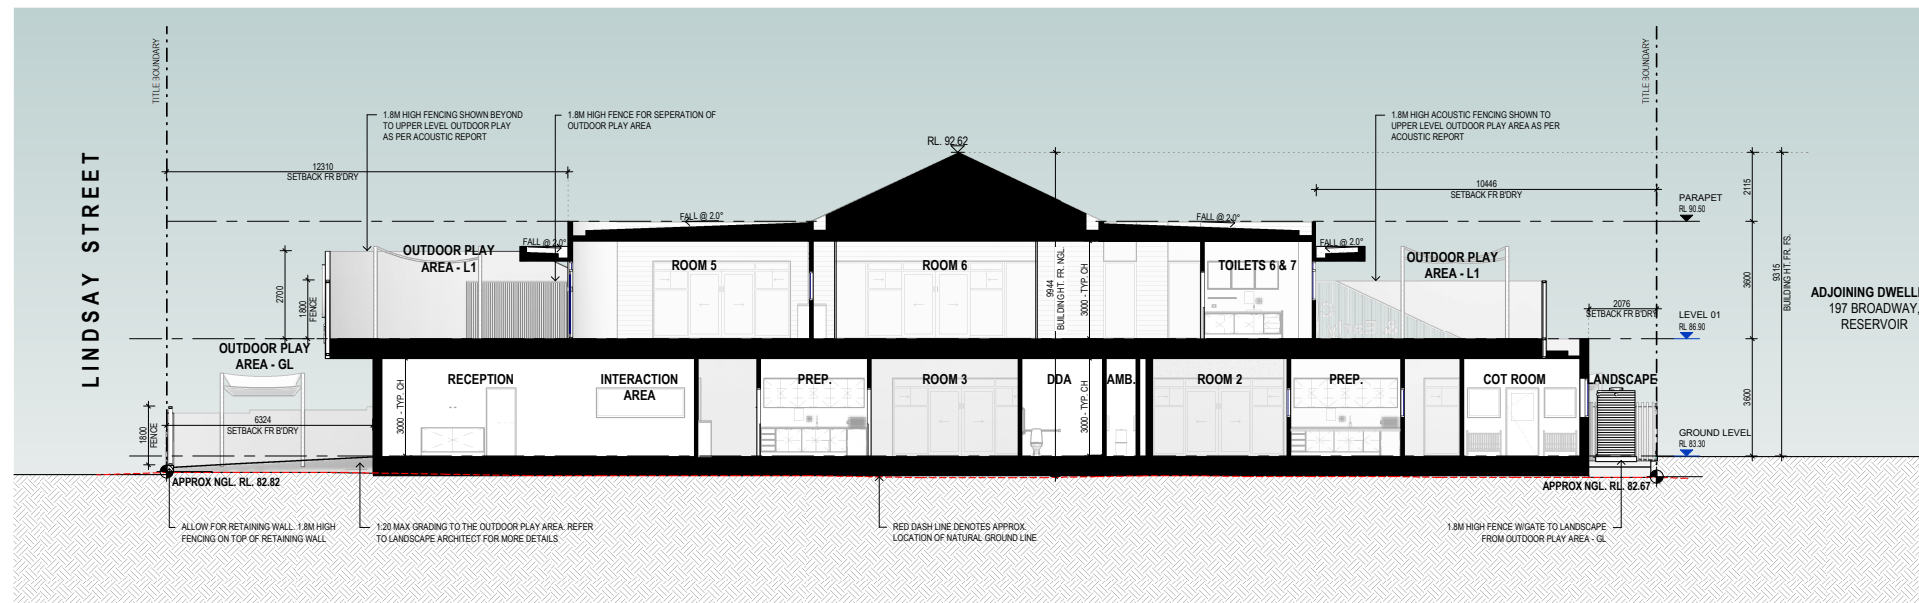 LINDSAY STREET
TITLE BOUNDARY
TITLE BOUNDARY
1.8M HIGH FENCING SHOWN BEYOND
TO UPPER LEVEL OUTDOOR PLAY
AS PER ACOUSTIC REPORT
1.8M HIGH FENCE FOR SEPERATION OF
OUTDOOR PLAY AREA
1.8M HIGH ACOUSTIC FENCING SHOWN TO
UPPER LEVEL OUTDOOR PLAY AREA AS PER
ACOUSTIC REPORT
RL. 92.62
12310
SETBACK FR B'DRY
10446
SETBACK FR B'DRY
2115
PARAPET
RL 90.50
FALL @ 2.0°
FALL @ 2.0°
FALL @ 2.0°
FALL @ 2.0°
OUTDOOR PLAY
AREA - L1
ROOM 5
ROOM 6
TOILETS 6 & 7
OUTDOOR PLAY
AREA - L1
2700
1800
FENCE
9944
BUILDING HT. FR. NGL.
3000 - TYP. CH
3600
9315
BUILDING HT. FR. FS.
2076
SETBACK FR B'DRY
LEVEL 01
RL 86.90
197 BROADWAY,
RESERVOIR
OUTDOOR PLAY
AREA - GL
RECEPTION
INTERACTION
AREA
PREP.
ROOM 3
DDA
AMB.
ROOM 2
PREP.
COT ROOM
LANDSCAPE
3000 - TYP. CH
3000 - TYP. CH
3600
1800
FENCE
6324
SETBACK FR B'DRY
GROUND LEVEL
RL 83.30
APPROX NGL. RL. 82.82
APPROX NGL. RL. 82.67
ALLOW FOR RETAINING WALL. 1.8M HIGH
FENCING ON TOP OF RETAINING WALL
1.20 MAX GRADING TO THE OUTDOOR PLAY AREA. REFER
TO LANDSCAPE ARCHITECT FOR MORE DETAILS
RED DASH LINE DENOTES APPROX.
LOCATION OF NATURAL GROUND LINE
1.8M HIGH FENCE W/GATE TO LANDSCAPE
FROM OUTDOOR PLAY AREA - GL
ADJOINING